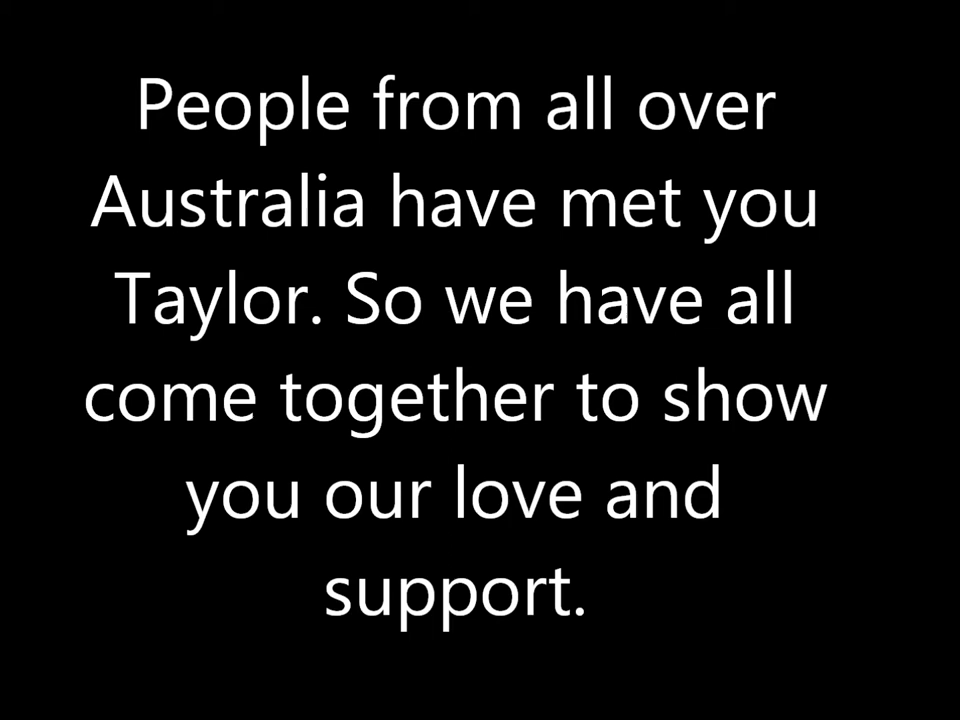 People from all over
Australia have met you
Taylor. So we have all
come together to show
you our love and
support.